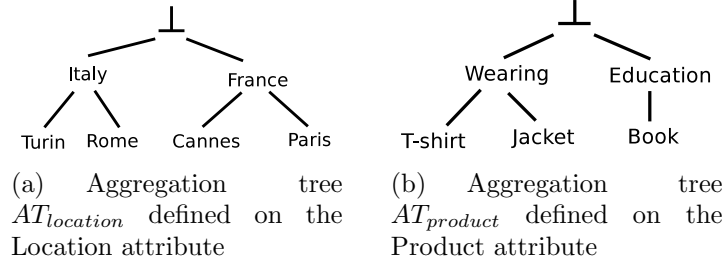 Italy France
Turin Rome Cannes Paris
Wearing Education
T-shirt Jacket Book
(a) Aggregation tree
AT_location defined on the
Location attribute
(b) Aggregation tree
AT_product defined on the
Product attribute